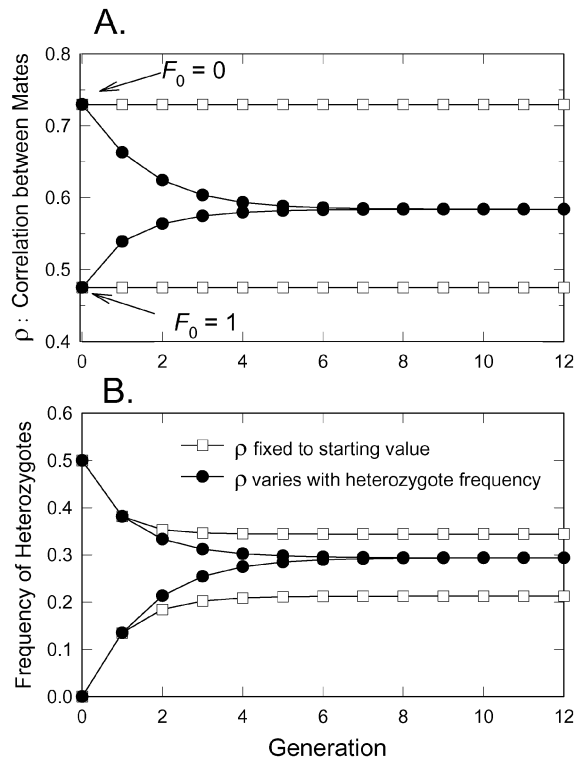 A.
0.8
0.7
0.6
0.5
0.4
ρ : Correlation between Mates
F0 = 0
F0 = 1
0 2 4 6 8 10 12
B.
0.6
0.5
0.4
0.3
0.2
0.1
0.0
Frequency of Heterozygotes
ρ fixed to starting value
ρ varies with heterozygote frequency
0 2 4 6 8 10 12
Generation